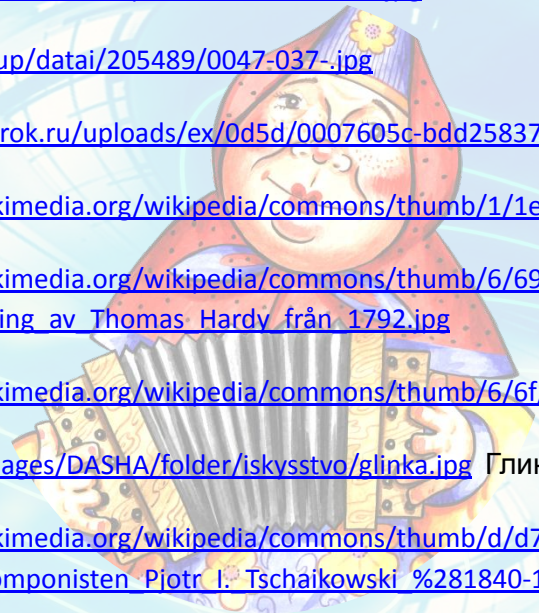 up/datai/205489/0047-037-.jpg
rok.ru/uploads/ex/0d5d/0007605c-bdd25837
kimedia.org/wikipedia/commons/thumb/1/1e
kimedia.org/wikipedia/commons/thumb/6/69
ing_av_Thomas_Hardy_från_1792.jpg
kimedia.org/wikipedia/commons/thumb/6/6f/
ages/DASHA/folder/iskysstvo/glinka.jpg Глин
kimedia.org/wikipedia/commons/thumb/d/d7
omponisten_Pjotr_I._Tschaikowski_%281840-1